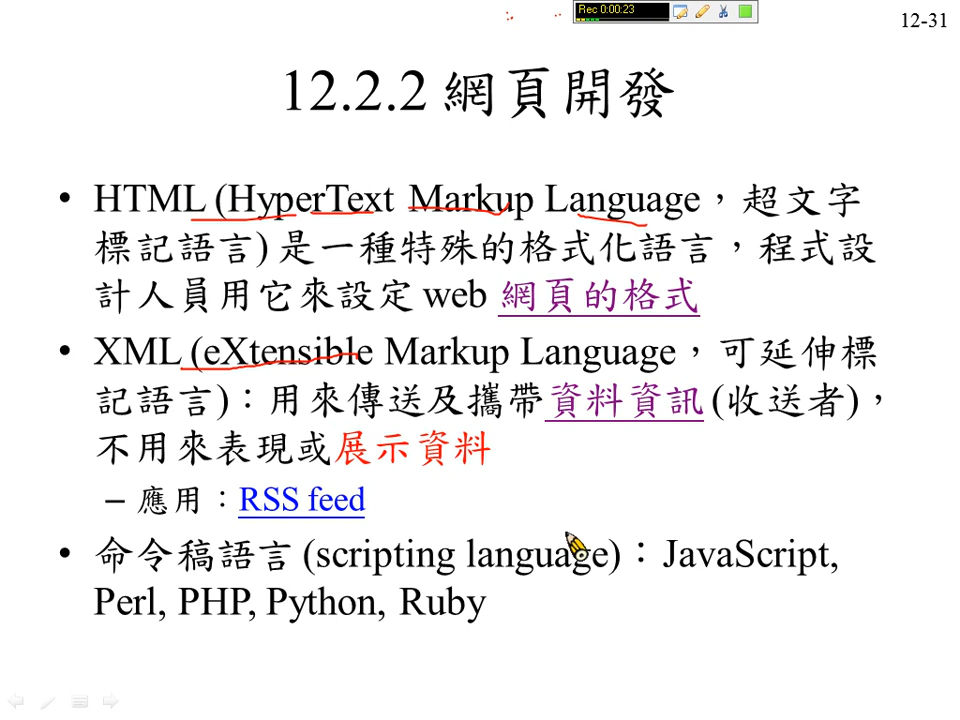 Rec 0:00:23
12-31
12.2.2 網頁開發
• HTML (HyperText Markup Language，超文字
標記語言) 是一種特殊的格式化語言，程式設
計人員用它來設定 web 網頁的格式
• XML (eXtensible Markup Language，可延伸標
記語言)：用來傳送及攜帶資料資訊 (收送者)，
不用來表現或展示資料
– 應用：RSS feed
• 命令稿語言 (scripting language)：JavaScript,
Perl, PHP, Python, Ruby